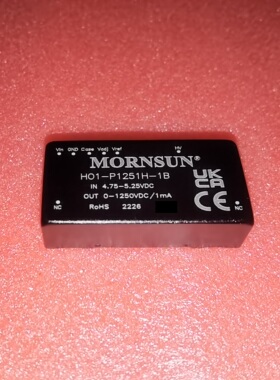 Vin GND Case Vadj Vref HV
MORNSUN®
HO1-P1251H-1B
IN 4.75-5.25VDC
OUT 0-1250VDC/1mA
RoHS 2226
UK CA
CE
NC NC